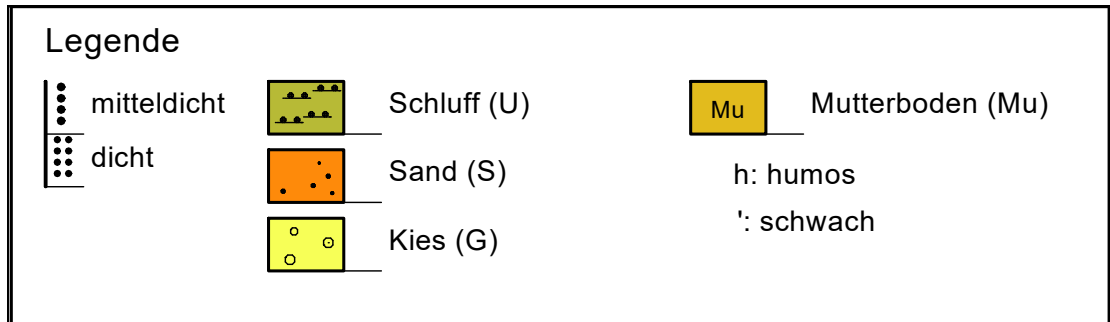 Legende
mitteldicht
dicht
Schluff (U)
Sand (S)
Kies (G)
Mu
Mutterboden (Mu)
h: humos
': schwach